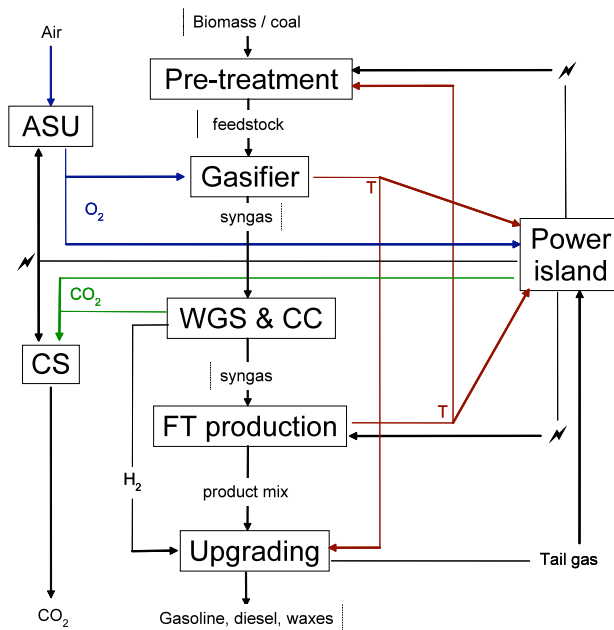 Biomass / coal
Air
Pre-treatment
ASU
feedstock
Gasifier
T
O2
syngas
Power
island
CO2
WGS & CC
CS
syngas
T
FT production
H2
product mix
Upgrading
Tail gas
CO2
Gasoline, diesel, waxes